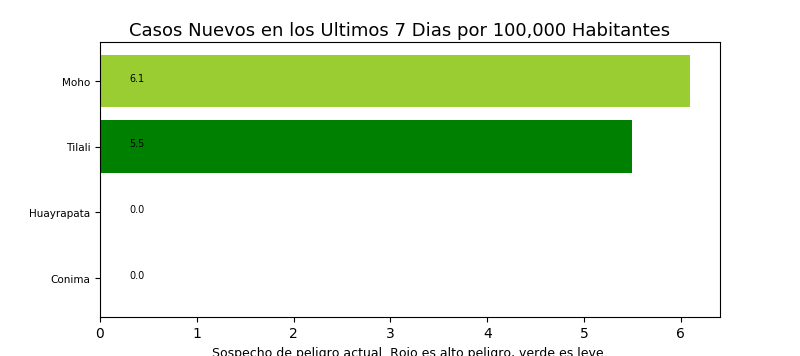 Casos Nuevos en los Ultimos 7 Dias por 100,000 Habitantes
Moho 6.1
Tilali 5.5
Huayrapata 0.0
Conima 0.0
0 1 2 3 4 5 6
Sospecho de peligro actual. Rojo es alto peligro, verde es leve